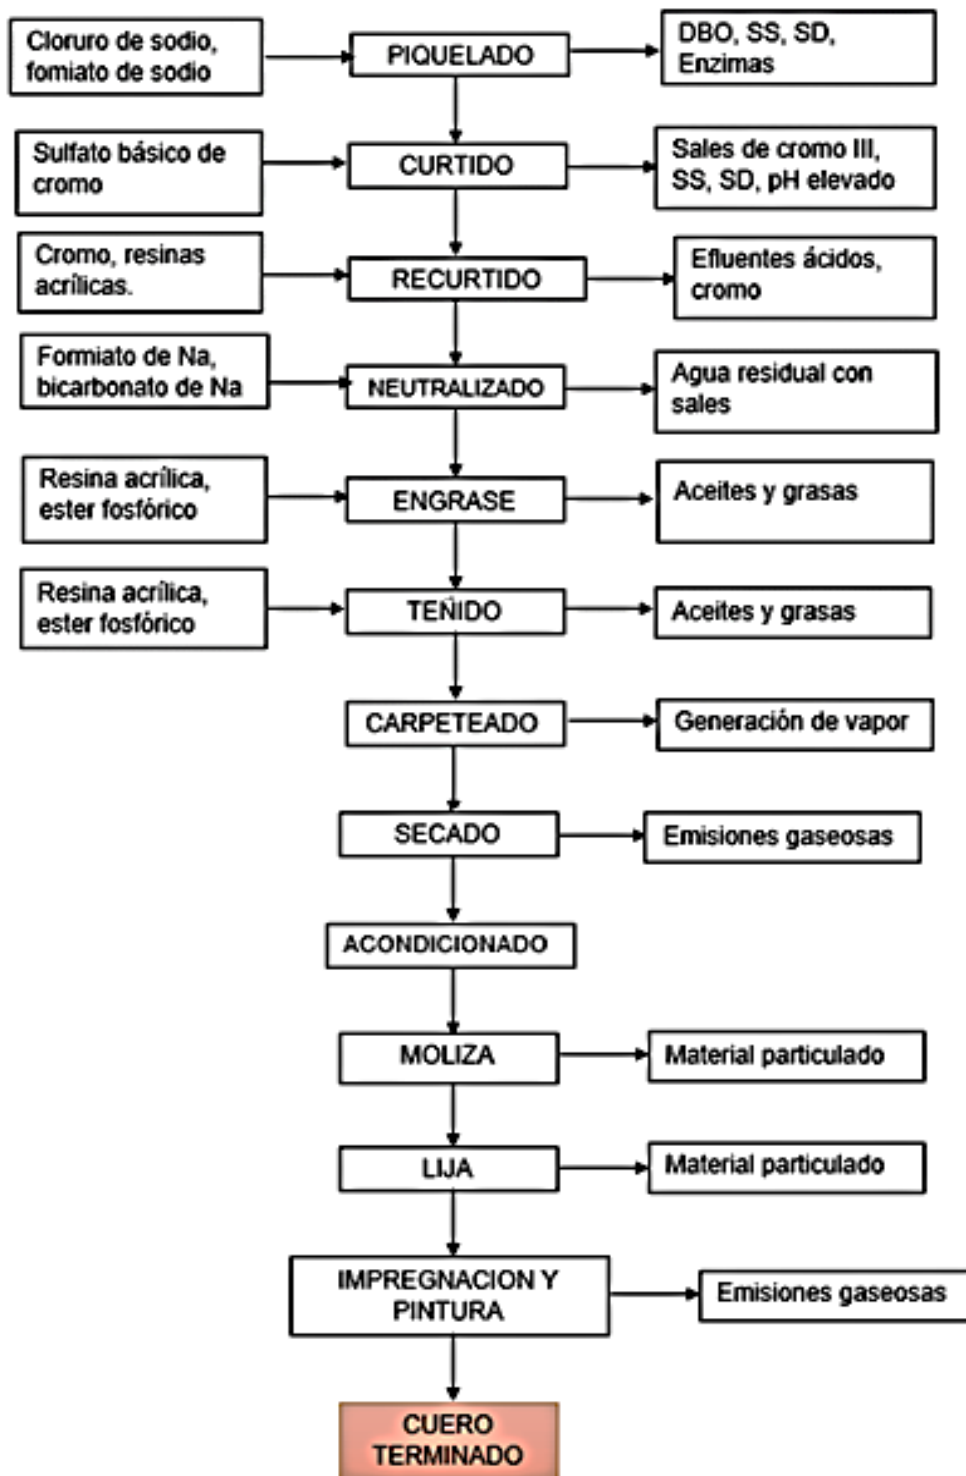 Cloruro de sodio,
fomiato de sodio
PIQUELADO
DBO, SS, SD,
Enzimas
Sulfato básico de
cromo
CURTIDO
Sales de cromo III,
SS, SD, pH elevado
Cromo, resinas
acrílicas.
RECURTIDO
Efluentes ácidos,
cromo
Formiato de Na,
bicarbonato de Na
NEUTRALIZADO
Agua residual con
sales
Resina acrílica,
ester fosfórico
ENGRASE
Aceites y grasas
Resina acrílica,
ester fosfórico
TEÑIDO
Aceites y grasas
CARPETEADO
Generación de vapor
SECADO
Emisiones gaseosas
ACONDICIONADO
MOLIZA
Material particulado
LIJA
Material particulado
IMPREGNACION Y
PINTURA
Emisiones gaseosas
CUERO
TERMINADO